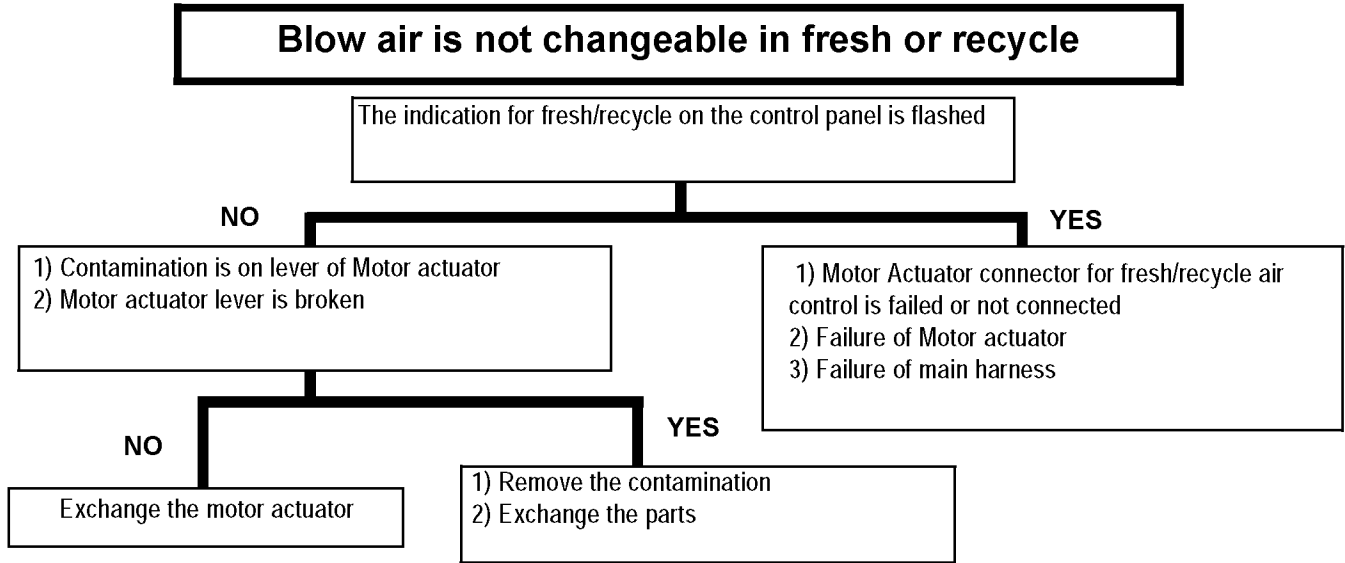 Blow air is not changeable in fresh or recycle
The indication for fresh/recycle on the control panel is flashed
NO
YES
1) Contamination is on lever of Motor actuator
2) Motor actuator lever is broken
1) Motor Actuator connector for fresh/recycle air
control is failed or not connected
2) Failure of Motor actuator
3) Failure of main harness
NO
YES
Exchange the motor actuator
1) Remove the contamination
2) Exchange the parts